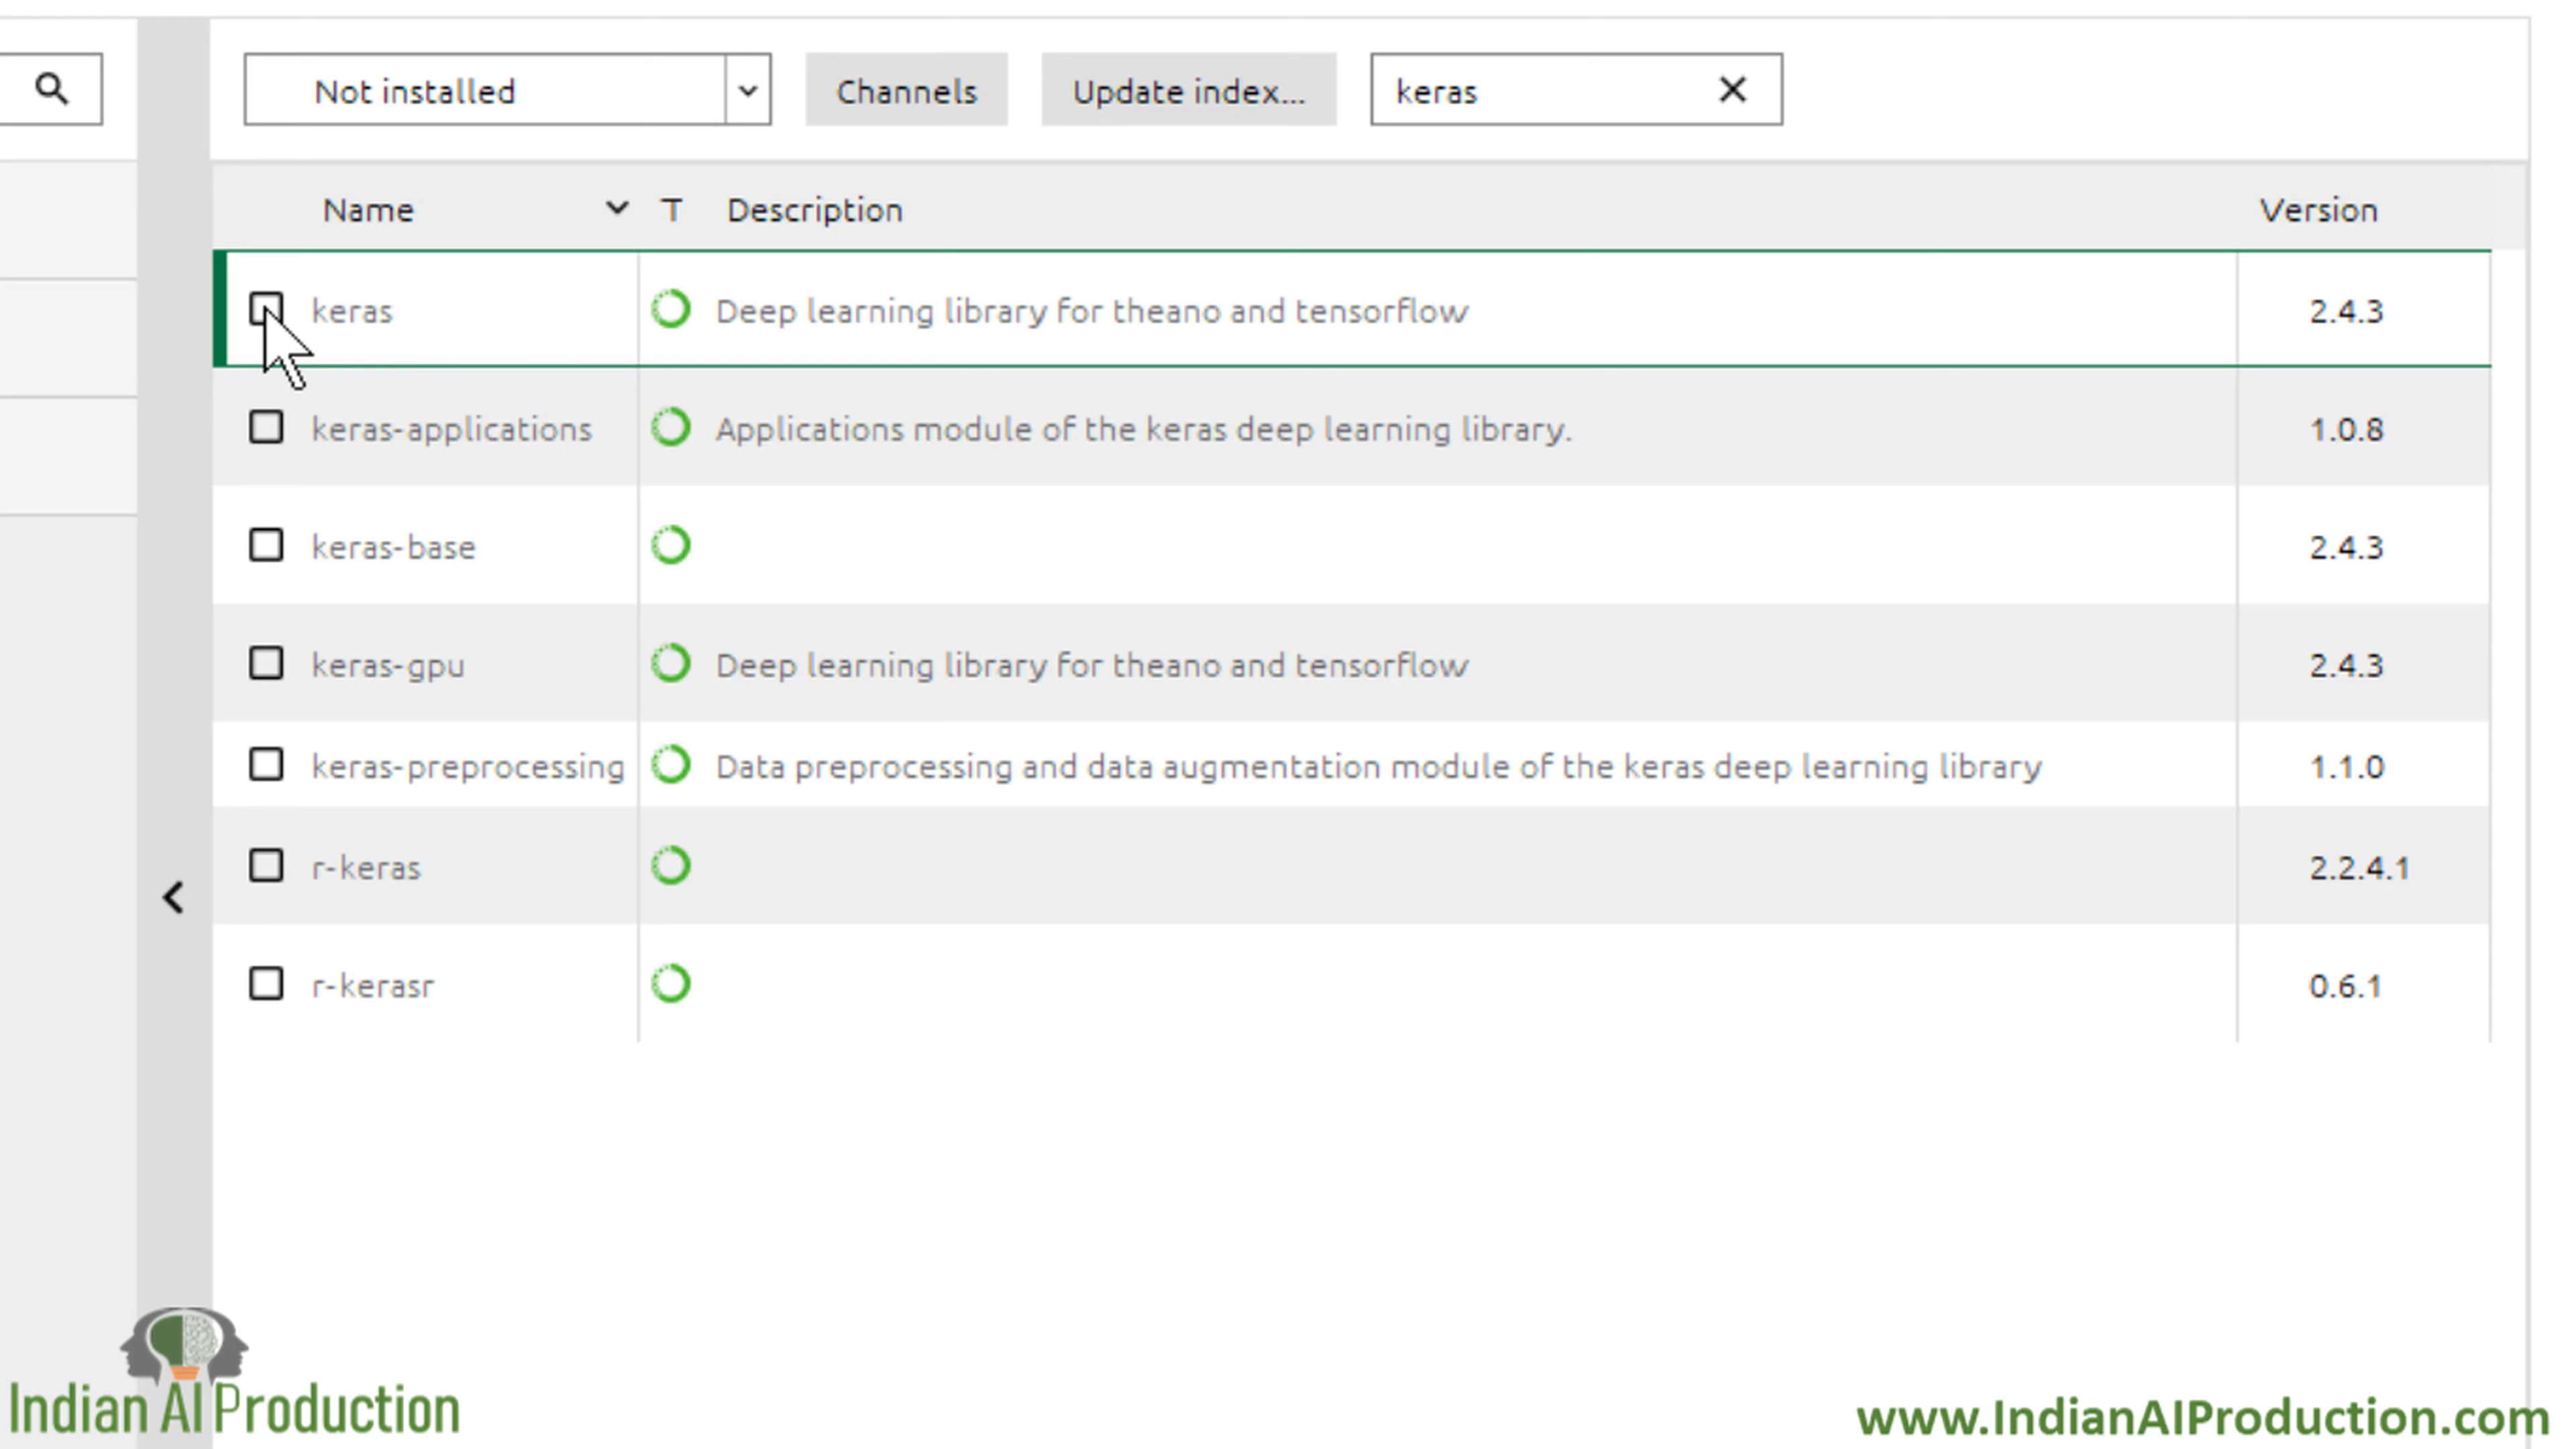 Not installed Channels Update index... keras
Name T Description Version
keras Deep learning library for theano and tensorflow 2.4.3
keras-applications Applications module of the keras deep learning library. 1.0.8
keras-base 2.4.3
keras-gpu Deep learning library for theano and tensorflow 2.4.3
keras-preprocessing Data preprocessing and data augmentation module of the keras deep learning library 1.1.0
r-keras 2.2.4.1
r-kerasr 0.6.1
Indian AI Production
www.IndianAIProduction.com